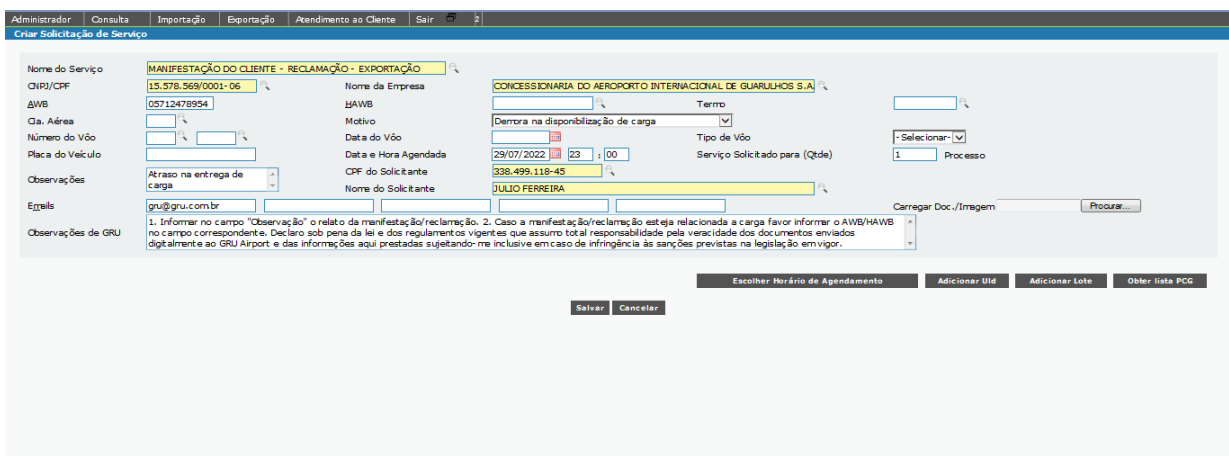 Administrador Consulta Importação Exportação Atendimento ao Cliente Sair 2
Criar Solicitação de Serviço
Nome do Serviço MANIFESTAÇÃO DO CLIENTE - RECLAMAÇÃO - EXPORTAÇÃO
CNPJ/CPF 15.578.569/0001-06 Nome da Empresa CONCESSIONARIA DO AEROPORTO INTERNACIONAL DE GUARULHOS S.A
AWB 05712478954 HAWB Termo
Cia. Aérea Motivo Demora na disponibilização de carga
Número do Vôo Data do Vôo Tipo de Vôo -Selecionar-
Placa do Veículo Data e Hora Agendada 29/07/2022 23 : 00 Serviço Solicitado para (Qtde) 1 Processo
Observações Atraso na entrega de carga CPF do Solicitante 338.499.118-45
Nome do Solicitante JULIO FERREIRA
Emails gru@gru.com.br Carregar Doc./Imagem Procurar...
Observações de GRU 1. Informar no campo "Observação" o relato da manifestação/reclamação. 2. Caso a manifestação/reclamação esteja relacionada a carga favor informar o AWB/HAWB
no campo correspondente. Declaro sob pena da lei e dos regulamentos vigentes que assumo total responsabilidade pela veracidade dos documentos enviados
digitalmente ao GRU Airport e das informações aqui prestadas sujeitando-me inclusive em caso de infringência às sanções previstas na legislação em vigor.
Escolher Horário de Agendamento Adicionar Uld Adicionar Lote Obter lista PCG
Salvar Cancelar